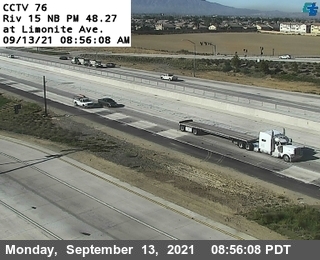 CCTV 76
Riv 15 NB PM 48.27
at Limonite Ave.
09/13/21 08:56:08 AM
Monday, September 13, 2021 08:56:08 PDT